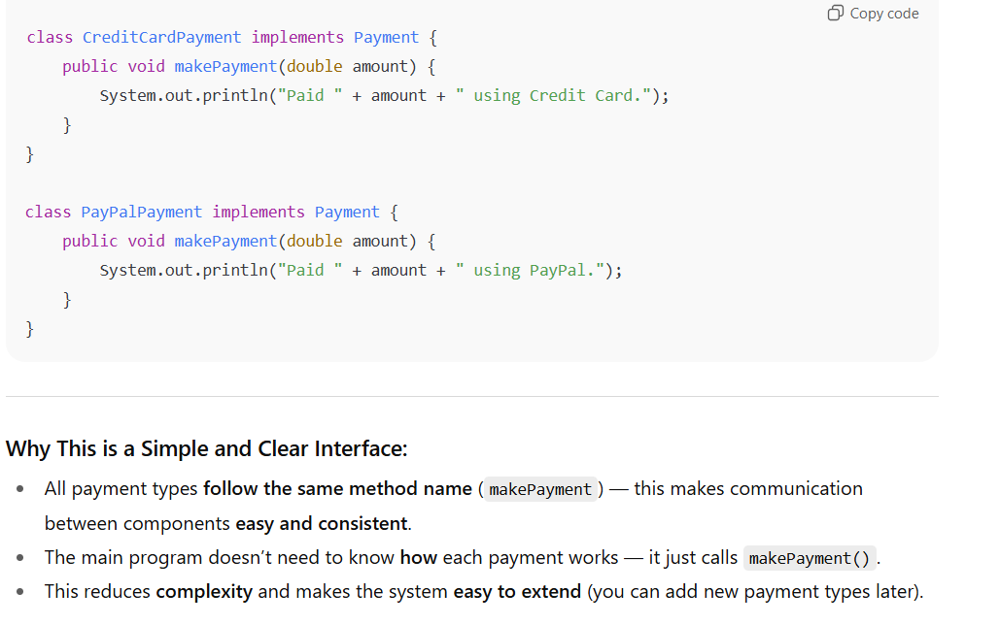 Copy code
class CreditCardPayment implements Payment {
    public void makePayment(double amount) {
        System.out.println("Paid " + amount + " using Credit Card.");
    }
}

class PayPalPayment implements Payment {
    public void makePayment(double amount) {
        System.out.println("Paid " + amount + " using PayPal.");
    }
}
Why This is a Simple and Clear Interface:
• All payment types follow the same method name (makePayment) — this makes communication
between components easy and consistent.
• The main program doesn’t need to know how each payment works — it just calls makePayment().
• This reduces complexity and makes the system easy to extend (you can add new payment types later).